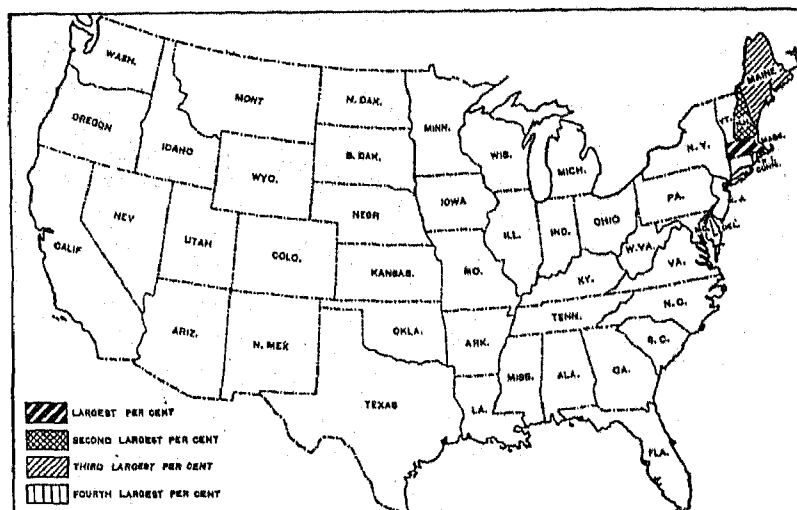 WASH.
OREGON
CALIF
NEV
IDAHO
MONT
WYO.
UTAH
COLO.
ARIZ.
N. MEX
N. DAK.
S. DAK.
NEBR
KANSAS.
OKLA.
TEXAS
MINN.
IOWA
MO.
ARK.
LA.
WIS.
ILL.
MICH.
IND.
OHIO
KY.
TENN.
MISS.
ALA.
GA.
FLA.
S. C.
N. C.
VA.
W. VA.
PA.
N. Y.
VT.
MAINE
MASS.
CONN.
DEL.
LARGEST PER CENT
SECOND LARGEST PER CENT
THIRD LARGEST PER CENT
FOURTH LARGEST PER CENT